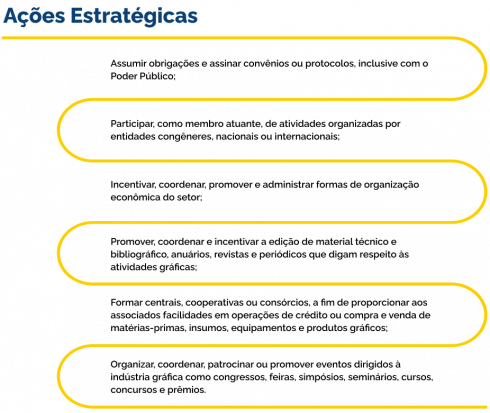 Ações Estratégicas
Assumir obrigações e assinar convênios ou protocolos, inclusive com o
Poder Público;
Participar, como membro atuante, de atividades organizadas por
entidades congêneres, nacionais ou internacionais;
Incentivar, coordenar, promover e administrar formas de organização
econômica do setor;
Promover, coordenar e incentivar a edição de material técnico e
bibliográfico, anuários, revistas e periódicos que digam respeito às
atividades gráficas;
Formar centrais, cooperativas ou consórcios, a fim de proporcionar aos
associados facilidades em operações de crédito ou compra e venda de
matérias-primas, insumos, equipamentos e produtos gráficos;
Organizar, coordenar, patrocinar ou promover eventos dirigidos à
indústria gráfica como congressos, feiras, simpósios, seminários, cursos,
concursos e prêmios.